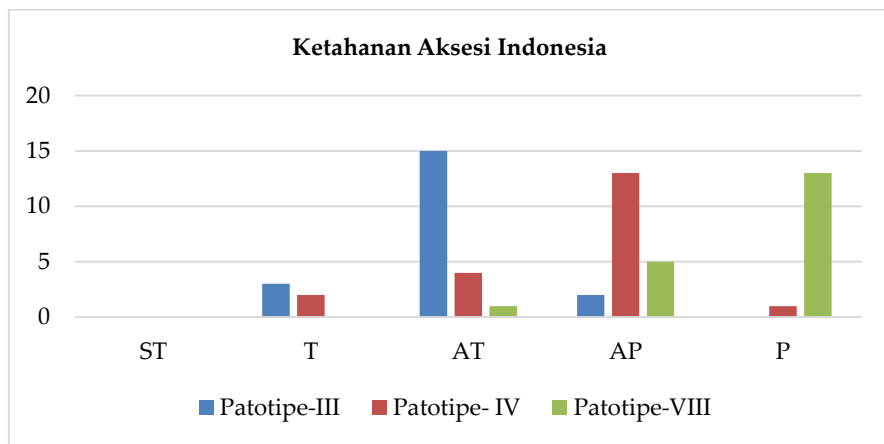 Ketahanan Aksesi Indonesia
20
15
10
5
0
ST T AT AP P
Patotipe-III Patotipe- IV Patotipe-VIII